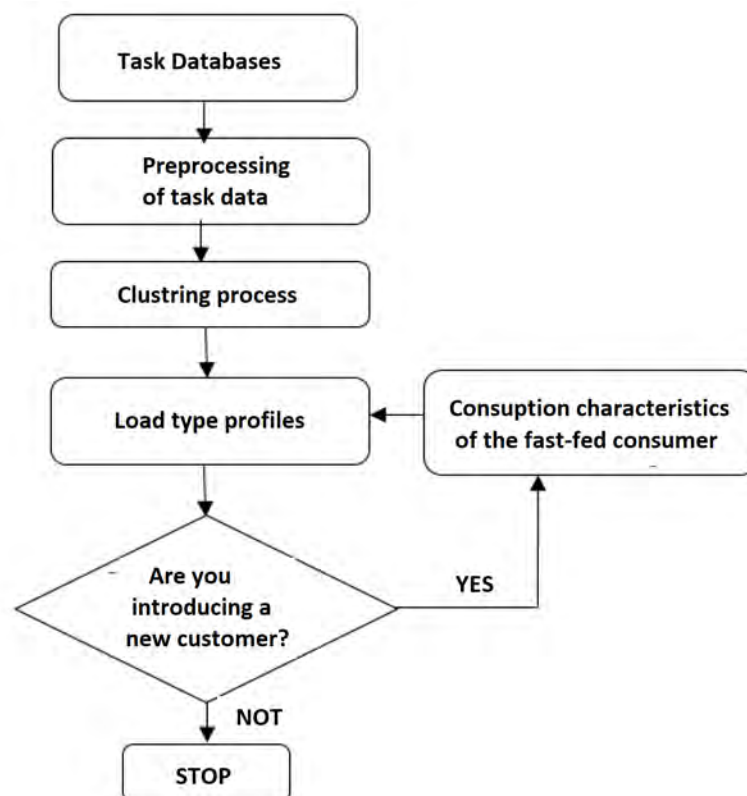 Task Databases
Preprocessing
of task data
Clustring process
Load type profiles
Consuption characteristics
of the fast-fed consumer
Are you
introducing a
new customer?
YES
NOT
STOP